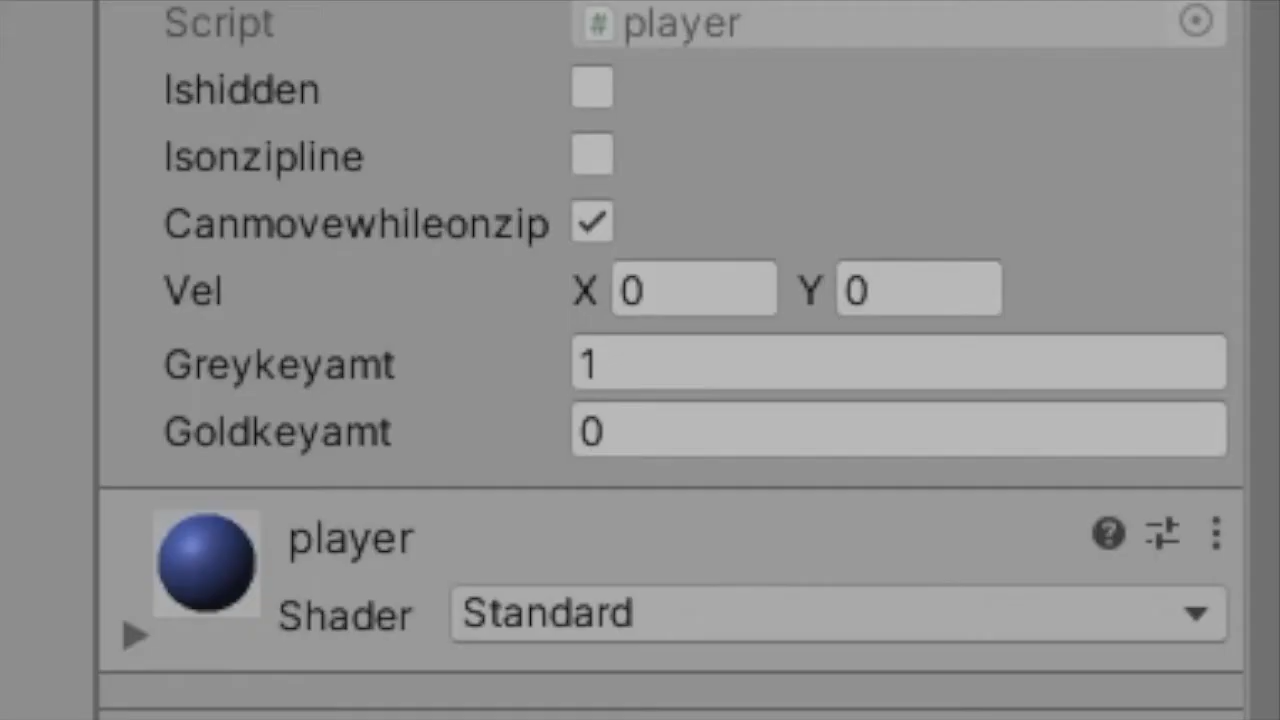 Script # player
Ishidden
Isonzipline
Canmovewhileonzip
Vel X 0 Y 0
Greykeyamt 1
Goldkeyamt 0
player
Shader Standard